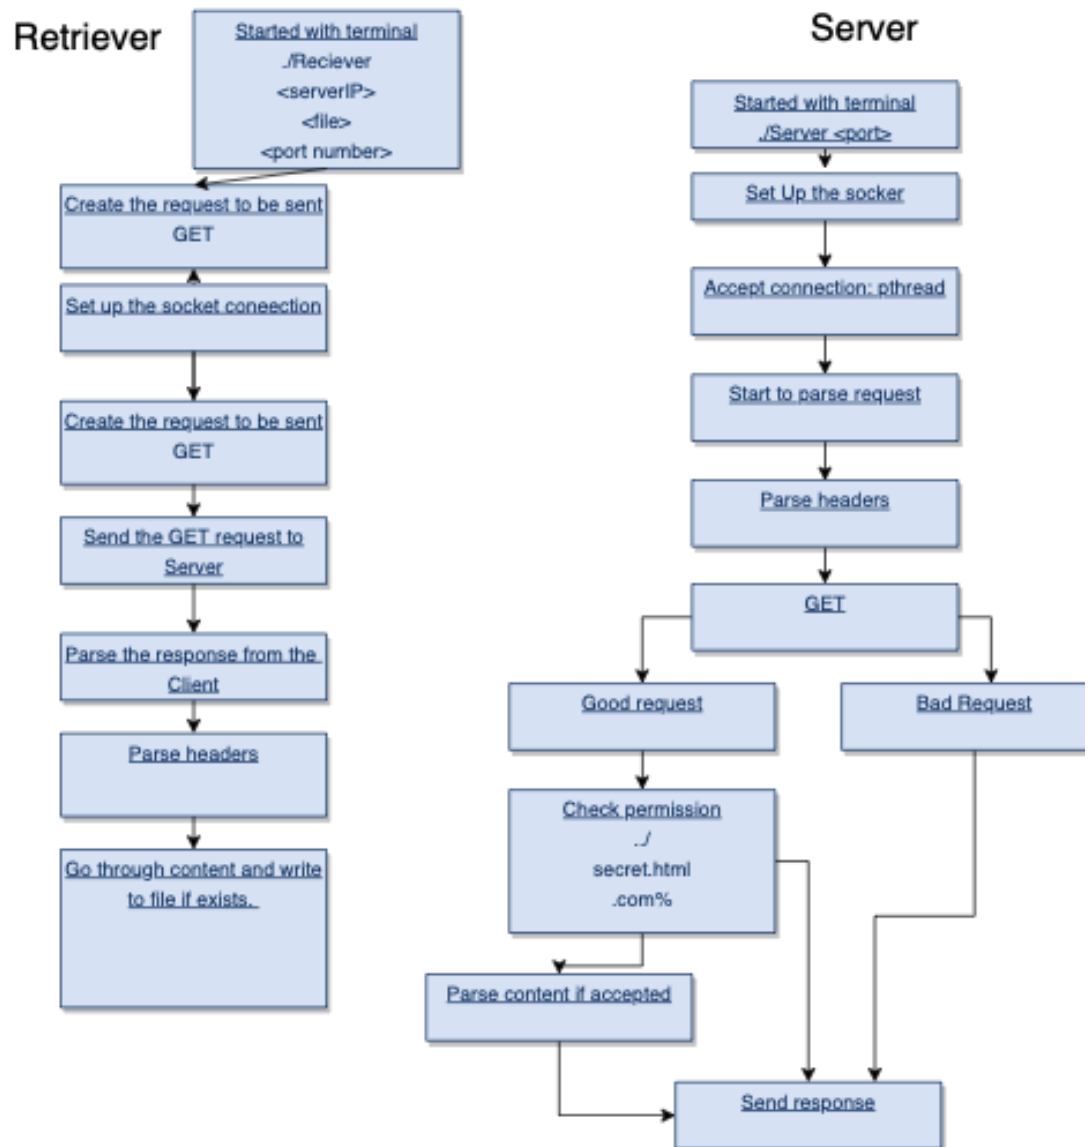 Retriever
Started with terminal
./Reciever
<serverIP>
<file>
<port number>
Create the request to be sent
GET
Set up the socket coneection
Create the request to be sent
GET
Send the GET request to
Server
Parse the response from the
Client
Parse headers
Go through content and write
to file if exists.
Server
Started with terminal
./Server <port>
Set Up the socker
Accept connection: pthread
Start to parse request
Parse headers
GET
Good request
Bad Request
Check permission
../
secret.html
.com%
Parse content if accepted
Send response